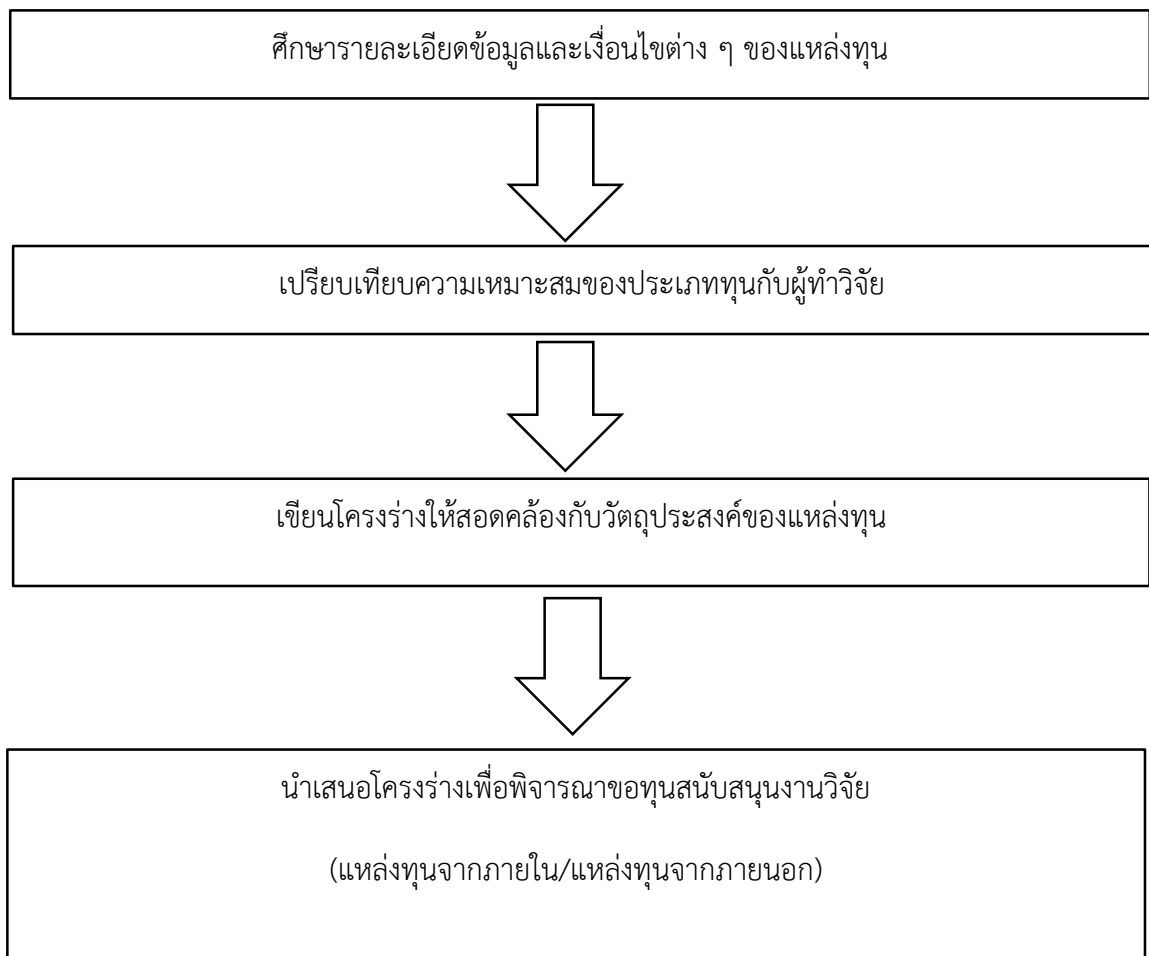 ศึกษารายละเอียดข้อมูลและเงื่อนไขต่าง ๆ ของแหล่งทุน
เปรียบเทียบความเหมาะสมของประเภททุนกับผู้ทำวิจัย
เขียนโครงร่างให้สอดคล้องกับวัตถุประสงค์ของแหล่งทุน
นำเสนอโครงร่างเพื่อพิจารณาขอทุนสนับสนุนงานวิจัย
(แหล่งทุนจากภายใน/แหล่งทุนจากภายนอก)